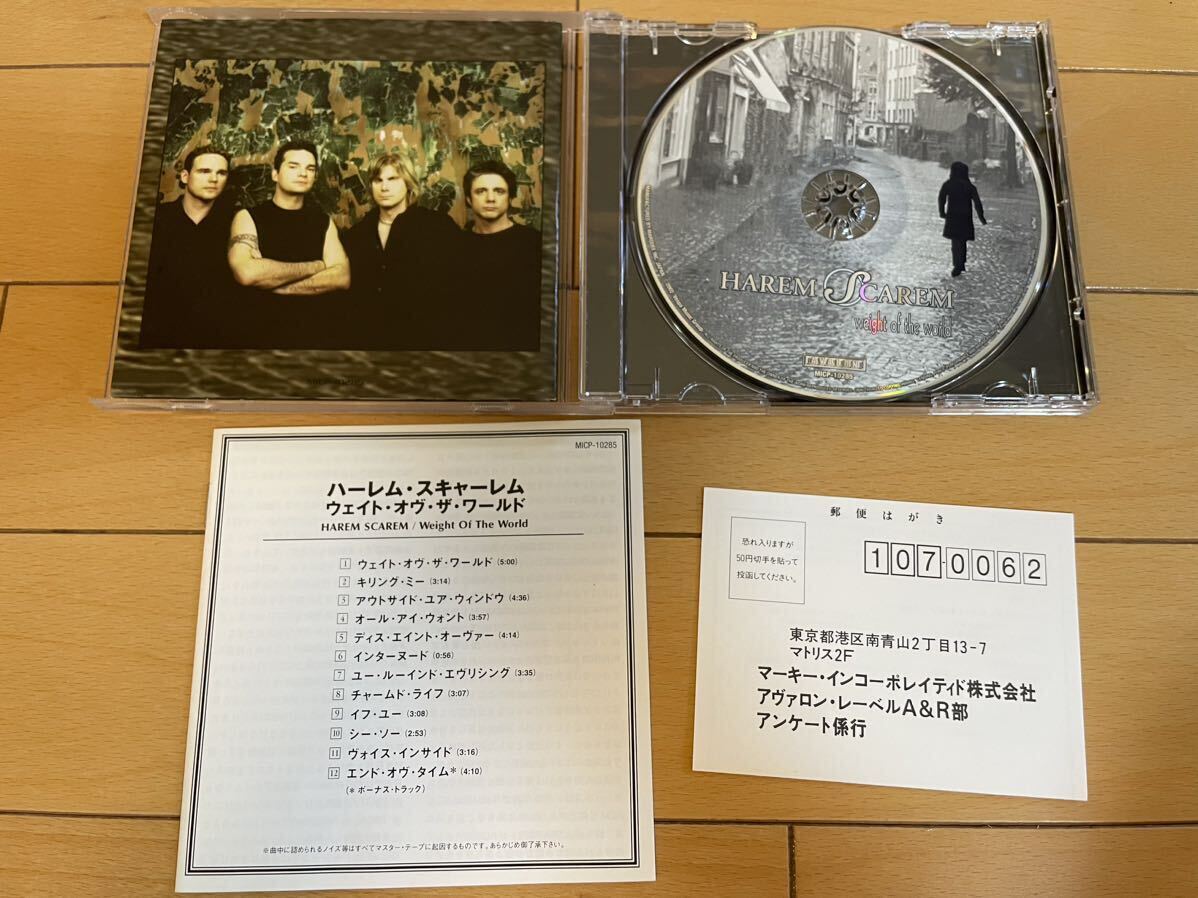 HAREM SCAREM
weight of the world
MICP-10285
MICP-10285
ハーレム・スキャーレム
ウェイト・オヴ・ザ・ワールド
HAREM SCAREM / Weight Of The World
1 ウェイト・オヴ・ザ・ワールド (5:00)
2 キリング・ミー (3:14)
3 アウトサイド・ユア・ウィンドウ (4:36)
4 オール・アイ・ウォント (3:57)
5 ディス・エイント・オーヴァー (4:14)
6 インタールード (0:56)
7 ユー・ルーインド・エヴリシング (3:35)
8 チャームド・ライフ (3:07)
9 イフ・ユー (3:08)
10 シー・ソー (2:53)
11 ヴォイス・インサイド (3:16)
12 エンド・オヴ・タイム* (4:10)
(* ボーナス・トラック)
※曲中に認められるノイズ等はすべてマスター・テープに起因するものです。あらかじめ御了承下さい。
郵便はがき
恐れ入りますが
50円切手を貼って
投函してください。
107-0062
東京都港区南青山2丁目13-7
マトリス2F
マーキー・インコーポレイティド株式会社
アヴァロン・レーベルA&R部
アンケート係行